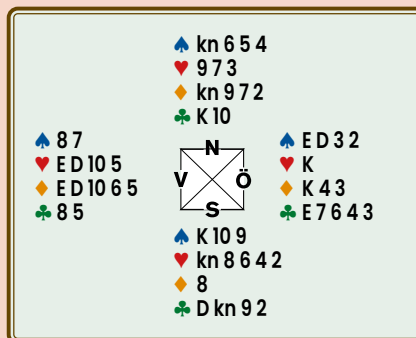 ♠ kn 6 5 4
♥ 9 7 3
♦ kn 9 7 2
♣ K 10
♠ 8 7
♥ E D 10 5
♦ E D 10 6 5
♣ 8 5
N
V Ö
S
♠ E D 3 2
♥ K
♦ K 4 3
♣ E 7 6 4 3
♠ K 10 9
♥ kn 8 6 4 2
♦ 8
♣ D kn 9 2